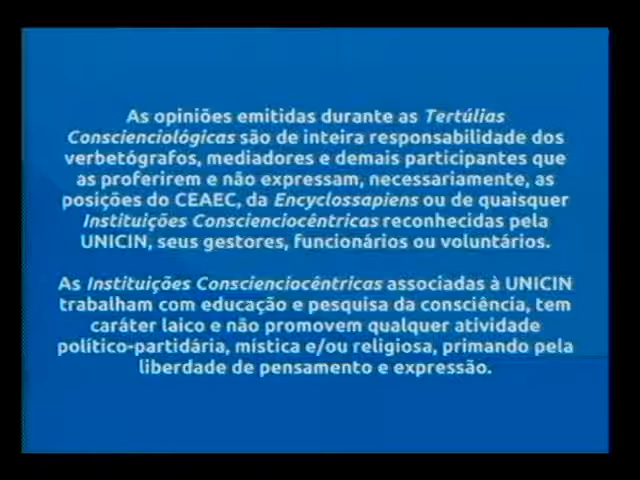 As opiniões emitidas durante as Tertúlias
Conscienciológicas são de inteira responsabilidade dos
verbetógrafos, mediadores e demais participantes que
as proferirem e não expressam, necessariamente, as
posições do CEAEC, da Encyclossapiens ou de quaisquer
Instituições Conscienciocêntricas reconhecidas pela
UNICIN, seus gestores, funcionários ou voluntários.
As Instituições Conscienciocêntricas associadas à UNICIN
trabalham com educação e pesquisa da consciência, tem
caráter laico e não promovem qualquer atividade
político-partidária, mística e/ou religiosa, primando pela
liberdade de pensamento e expressão.